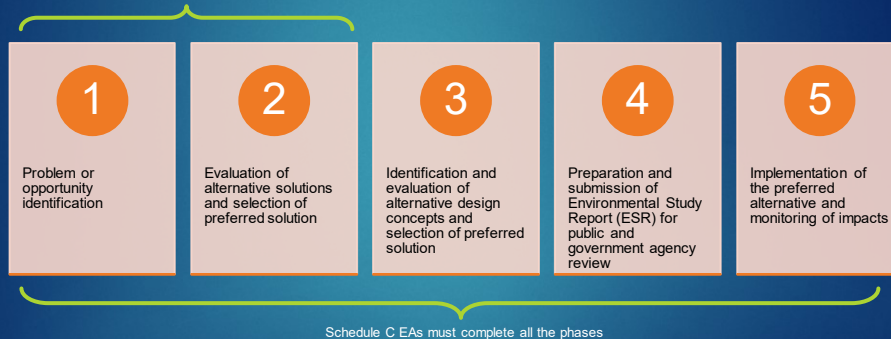 1
Problem or
opportunity
identification
2
Evaluation of
alternative solutions
and selection of
preferred solution
3
Identification and
evaluation of
alternative design
concepts and
selection of preferred
solution
4
Preparation and
submission of
Environmental Study
Report (ESR) for
public and
government agency
review
5
Implementation of
the preferred
alternative and
monitoring of impacts
Schedule C EAs must complete all the phases